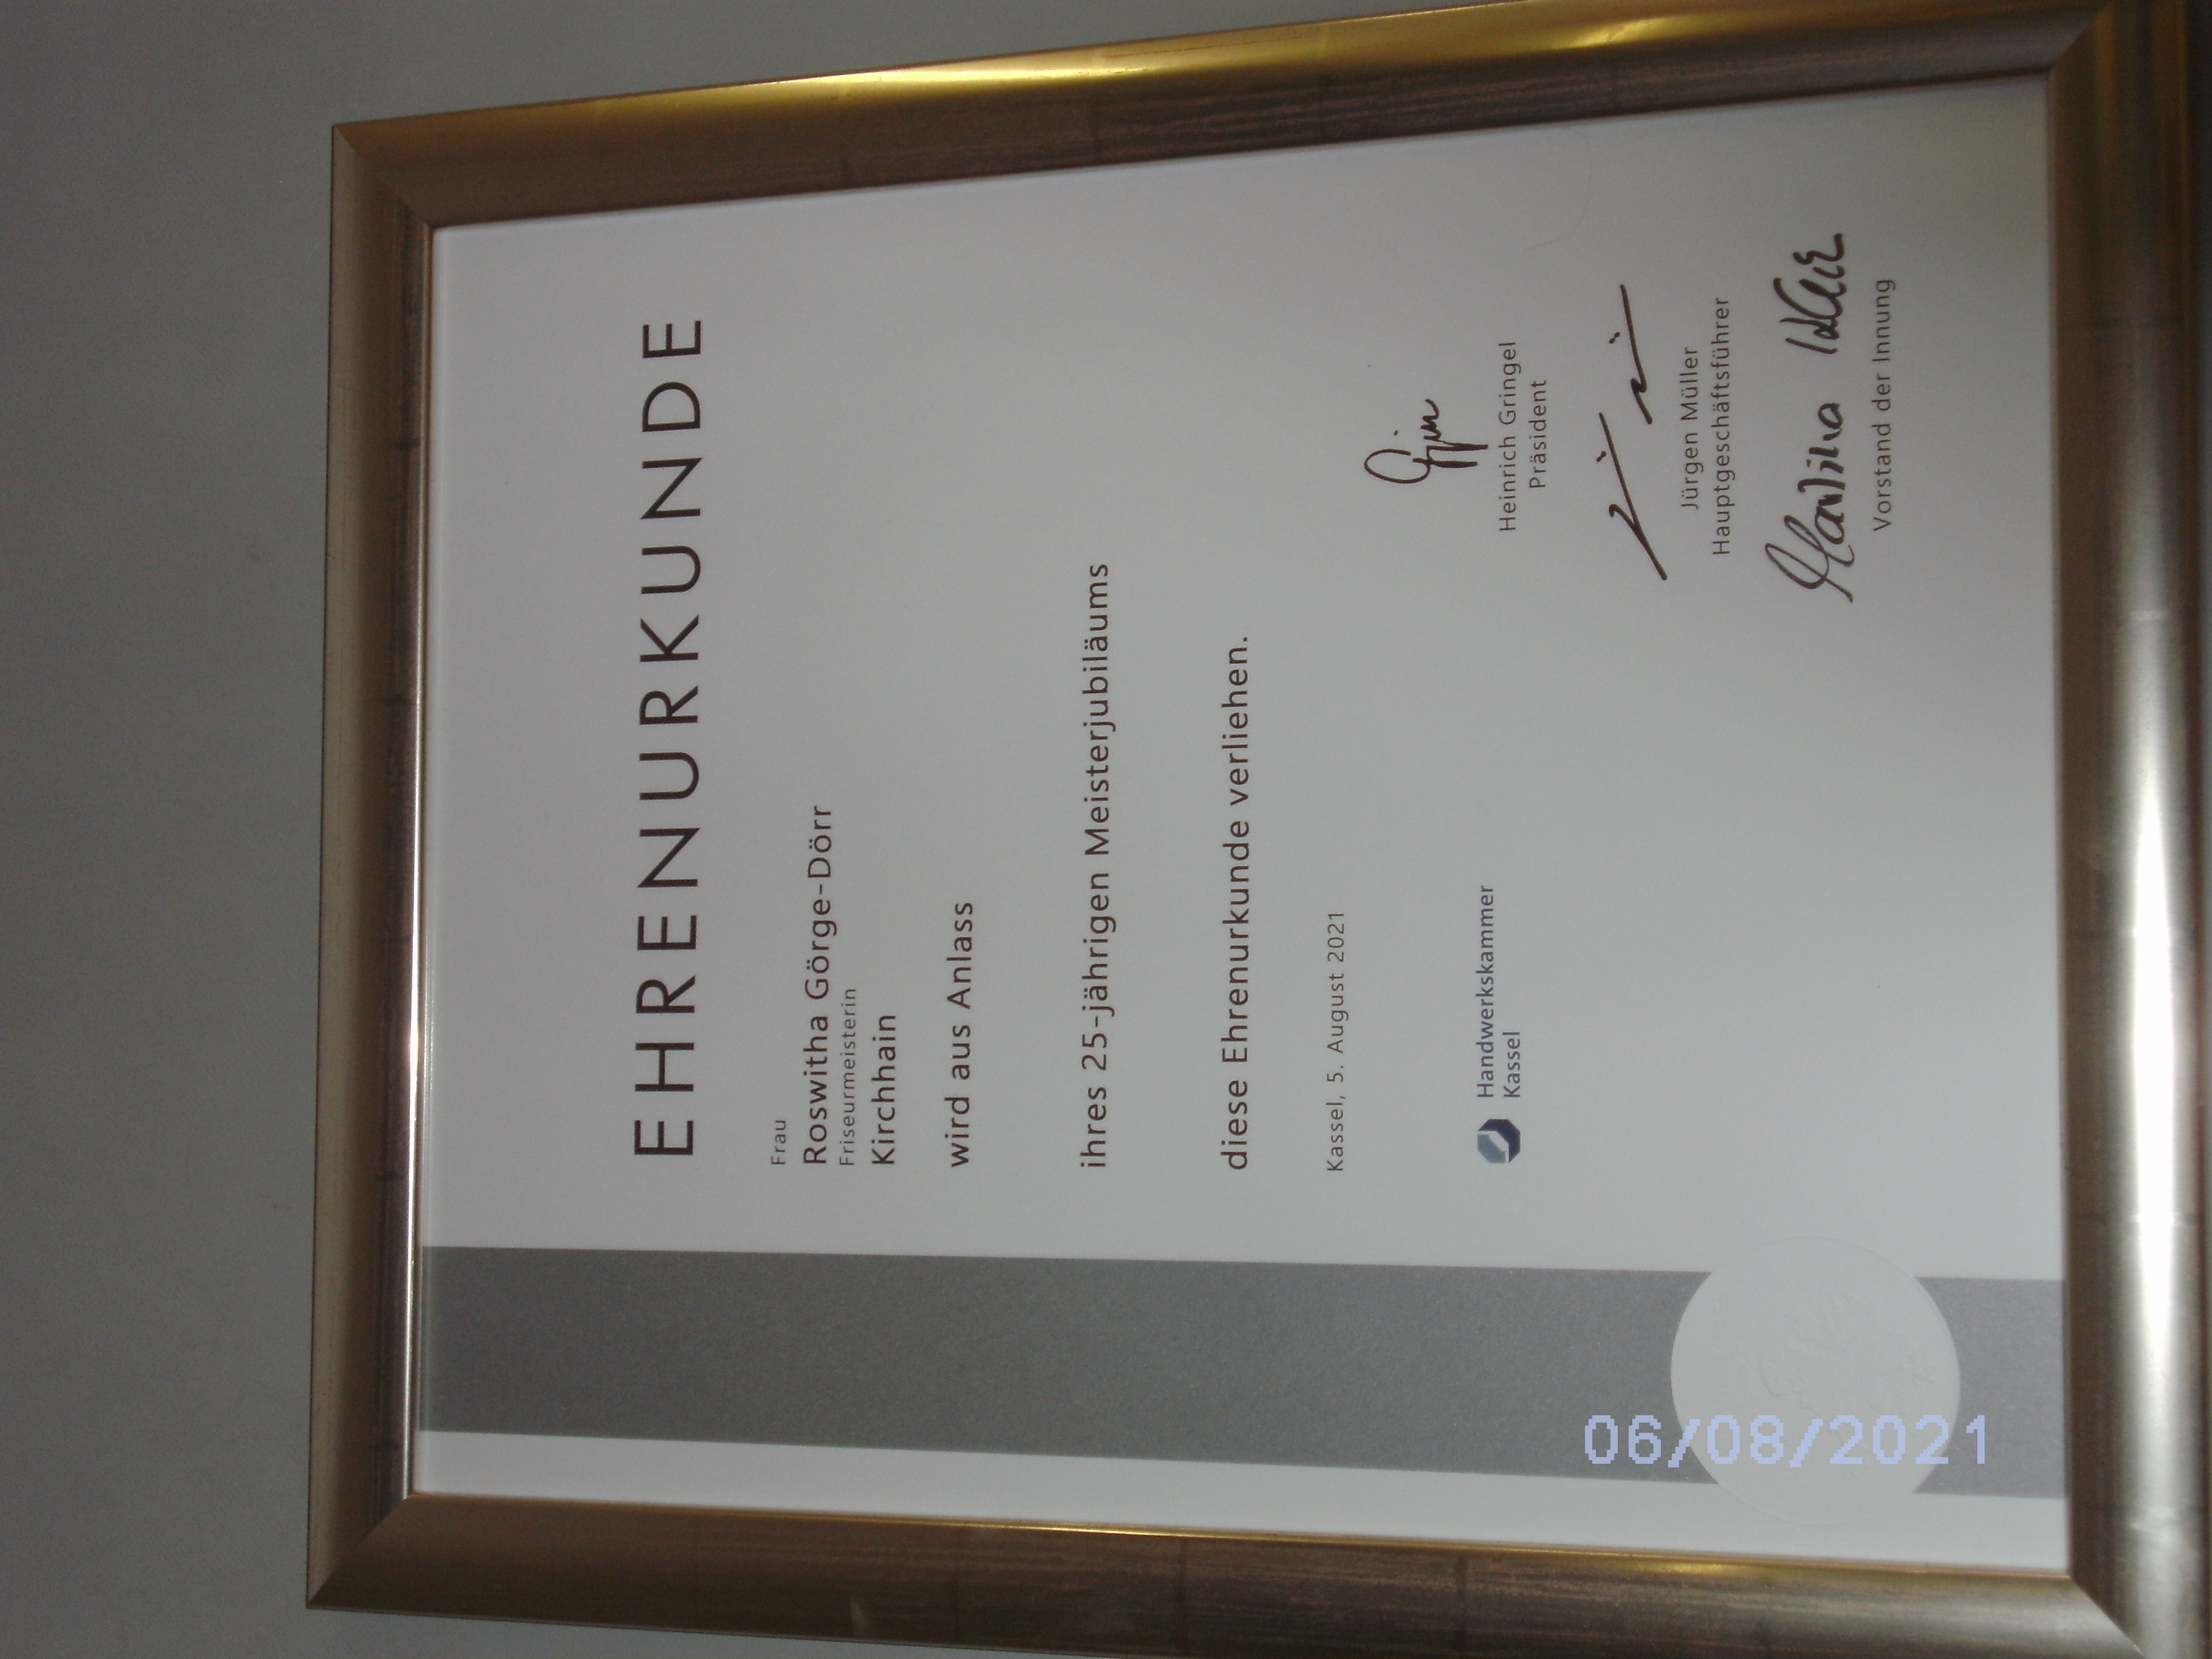 EHRENURKUNDE
Frau
Roswitha Görge-Dörr
Friseurmeisterin
Kirchhain
wird aus Anlass
ihres 25-jährigen Meisterjubiläums
diese Ehrenurkunde verliehen.
Kassel, 5. August 2021
Handwerkskammer
Kassel
Heinrich Gringel
Präsident
Jürgen Müller
Hauptgeschäftsführer
Vorstand der Innung
06/08/2021